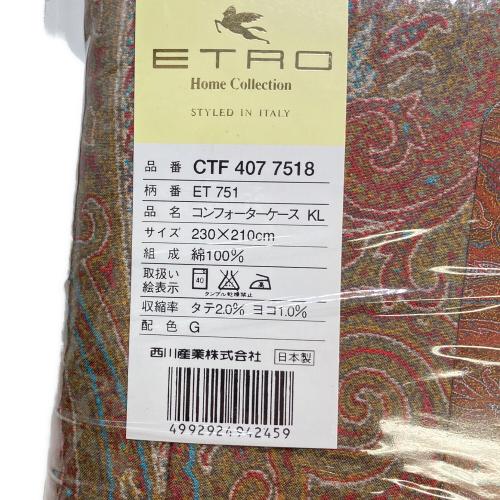 ETRO
Home Collection
STYLED IN ITALY
品番 CTF 407 7518
柄番 ET 751
品名 コンフォーターケース KL
サイズ 230×210cm
組成 綿100%
取扱い
絵表示
40
タンブル乾燥禁止
収縮率 タテ2.0% ヨコ1.0%
配色 G
西川産業株式会社 日本製
4992924942459